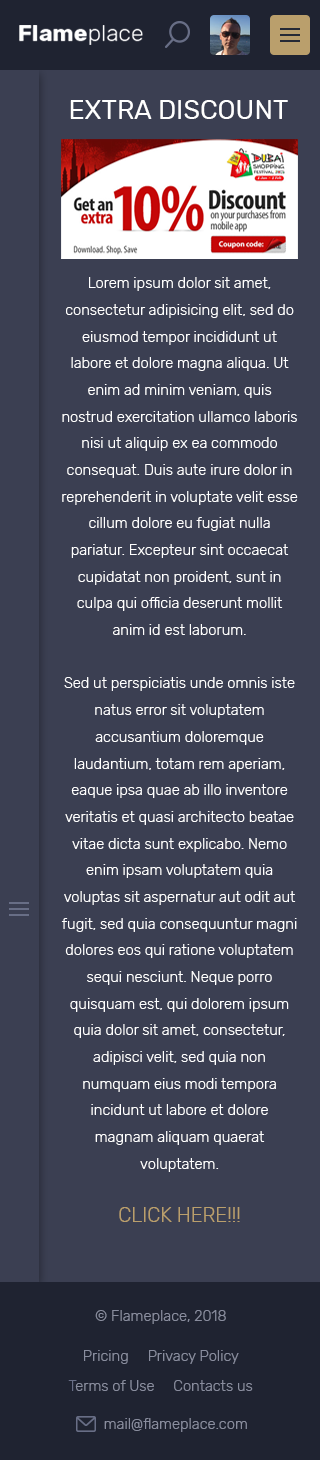 Flameplace
EXTRA DISCOUNT
DUBAI
SHOPPING
FESTIVAL
Get an
extra
10%
Discount
on your purchases from
mobile app
Download. Shop. Save
Coupon code:
Lorem ipsum dolor sit amet,
consectetur adipisicing elit, sed do
eiusmod tempor incididunt ut
labore et dolore magna aliqua. Ut
enim ad minim veniam, quis
nostrud exercitation ullamco laboris
nisi ut aliquip ex ea commodo
consequat. Duis aute irure dolor in
reprehenderit in voluptate velit esse
cillum dolore eu fugiat nulla
pariatur. Excepteur sint occaecat
cupidatat non proident, sunt in
culpa qui officia deserunt mollit
anim id est laborum.
Sed ut perspiciatis unde omnis iste
natus error sit voluptatem
accusantium doloremque
laudantium, totam rem aperiam,
eaque ipsa quae ab illo inventore
veritatis et quasi architecto beatae
vitae dicta sunt explicabo. Nemo
enim ipsam voluptatem quia
voluptas sit aspernatur aut odit aut
fugit, sed quia consequuntur magni
dolores eos qui ratione voluptatem
sequi nesciunt. Neque porro
quisquam est, qui dolorem ipsum
quia dolor sit amet, consectetur,
adipisci velit, sed quia non
numquam eius modi tempora
incidunt ut labore et dolore
magnam aliquam quaerat
voluptatem.
CLICK HERE!!!
© Flameplace, 2018
Pricing Privacy Policy
Terms of Use Contacts us
mail@flameplace.com